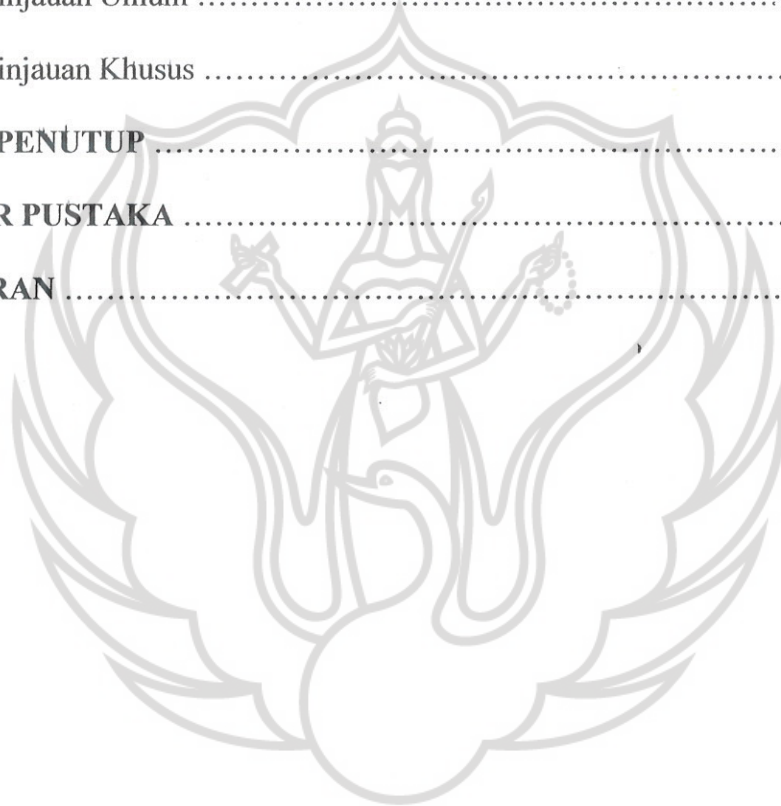 injauan Umum ........................................................................
injauan Khusus ........................................................................
PENUTUP ........................................................................
R PUSTAKA ........................................................................
RAN ........................................................................